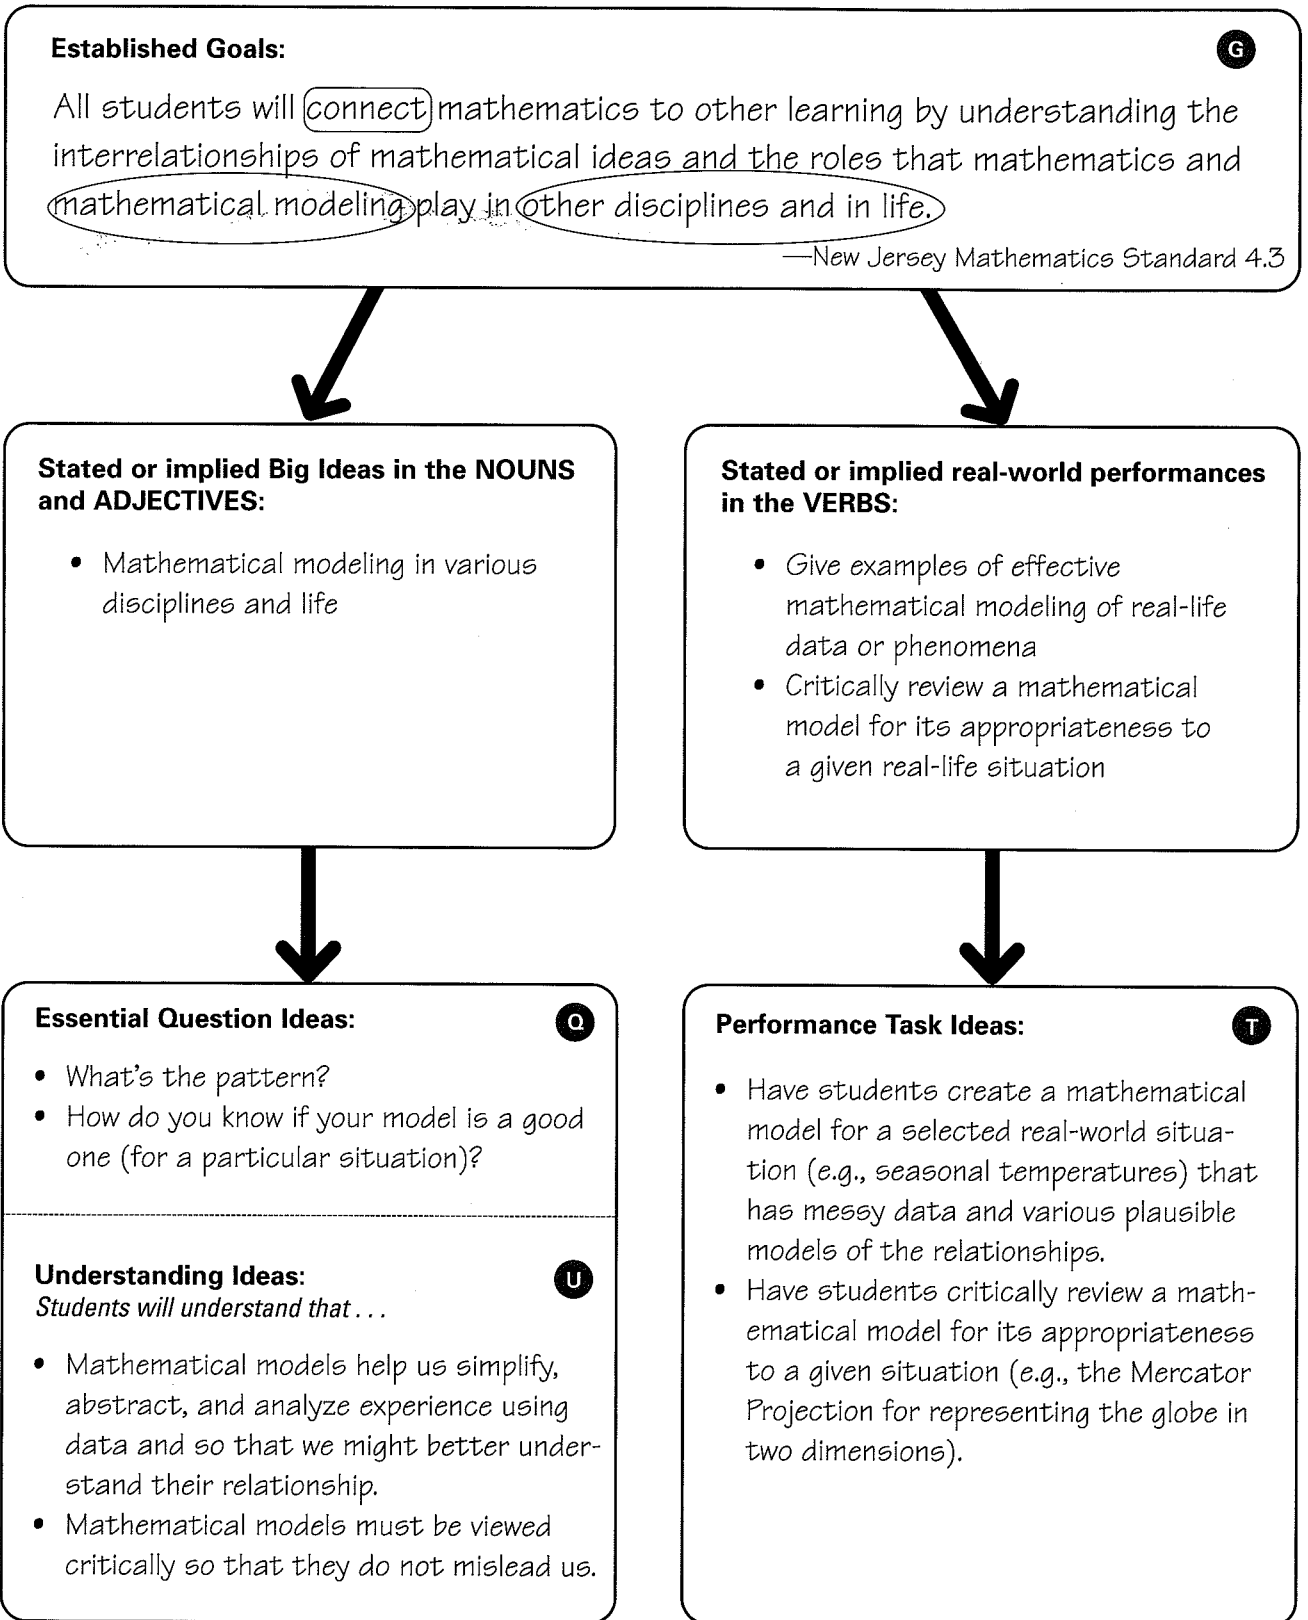 Established Goals:
G
All students will connect mathematics to other learning by understanding the
interrelationships of mathematical ideas and the roles that mathematics and
mathematical modeling play in other disciplines and in life.
—New Jersey Mathematics Standard 4.3
Stated or implied Big Ideas in the NOUNS
and ADJECTIVES:
• Mathematical modeling in various
disciplines and life
Stated or implied real-world performances
in the VERBS:
• Give examples of effective
mathematical modeling of real-life
data or phenomena
• Critically review a mathematical
model for its appropriateness to
a given real-life situation
Essential Question Ideas:
Q
• What's the pattern?
• How do you know if your model is a good
one (for a particular situation)?
Understanding Ideas:
U
Students will understand that . . .
• Mathematical models help us simplify,
abstract, and analyze experience using
data and so that we might better under-
stand their relationship.
• Mathematical models must be viewed
critically so that they do not mislead us.
Performance Task Ideas:
T
• Have students create a mathematical
model for a selected real-world situa-
tion (e.g., seasonal temperatures) that
has messy data and various plausible
models of the relationships.
• Have students critically review a math-
ematical model for its appropriateness
to a given situation (e.g., the Mercator
Projection for representing the globe in
two dimensions).